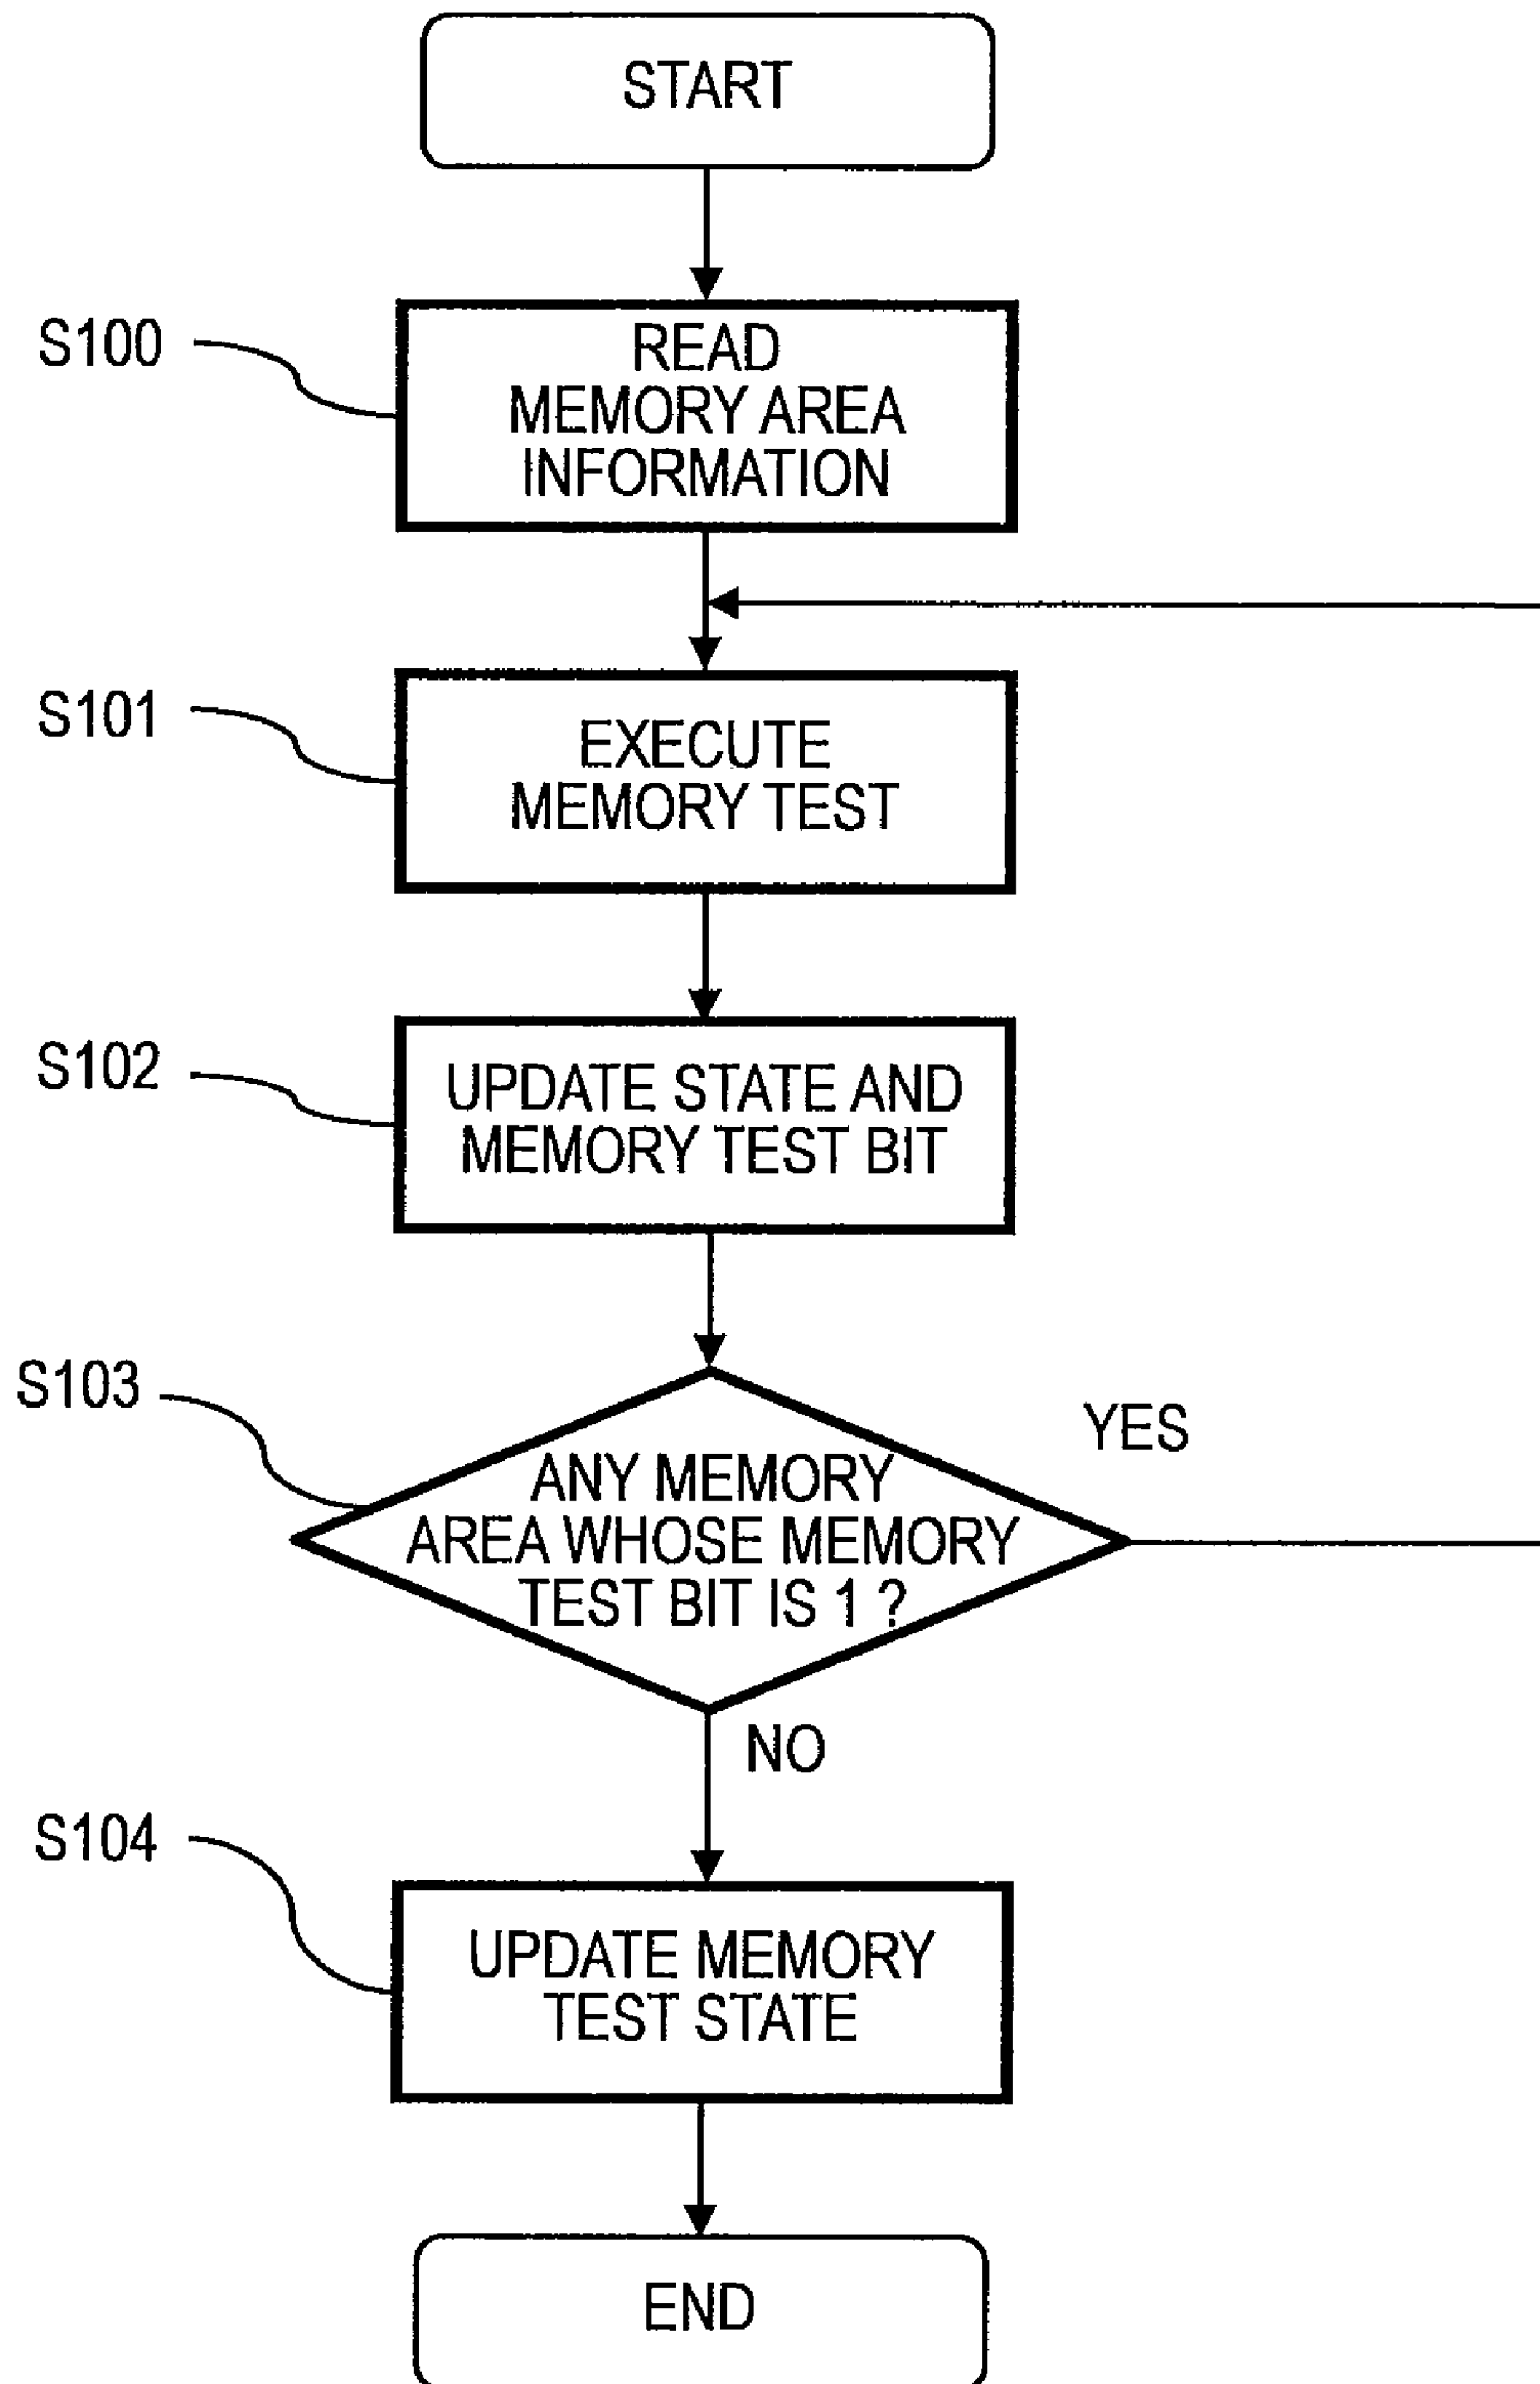 START
S100
READ
MEMORY AREA
INFORMATION
S101
EXECUTE
MEMORY TEST
S102
UPDATE STATE AND
MEMORY TEST BIT
S103
YES
ANY MEMORY
AREA WHOSE MEMORY
TEST BIT IS 1 ?
NO
S104
UPDATE MEMORY
TEST STATE
END